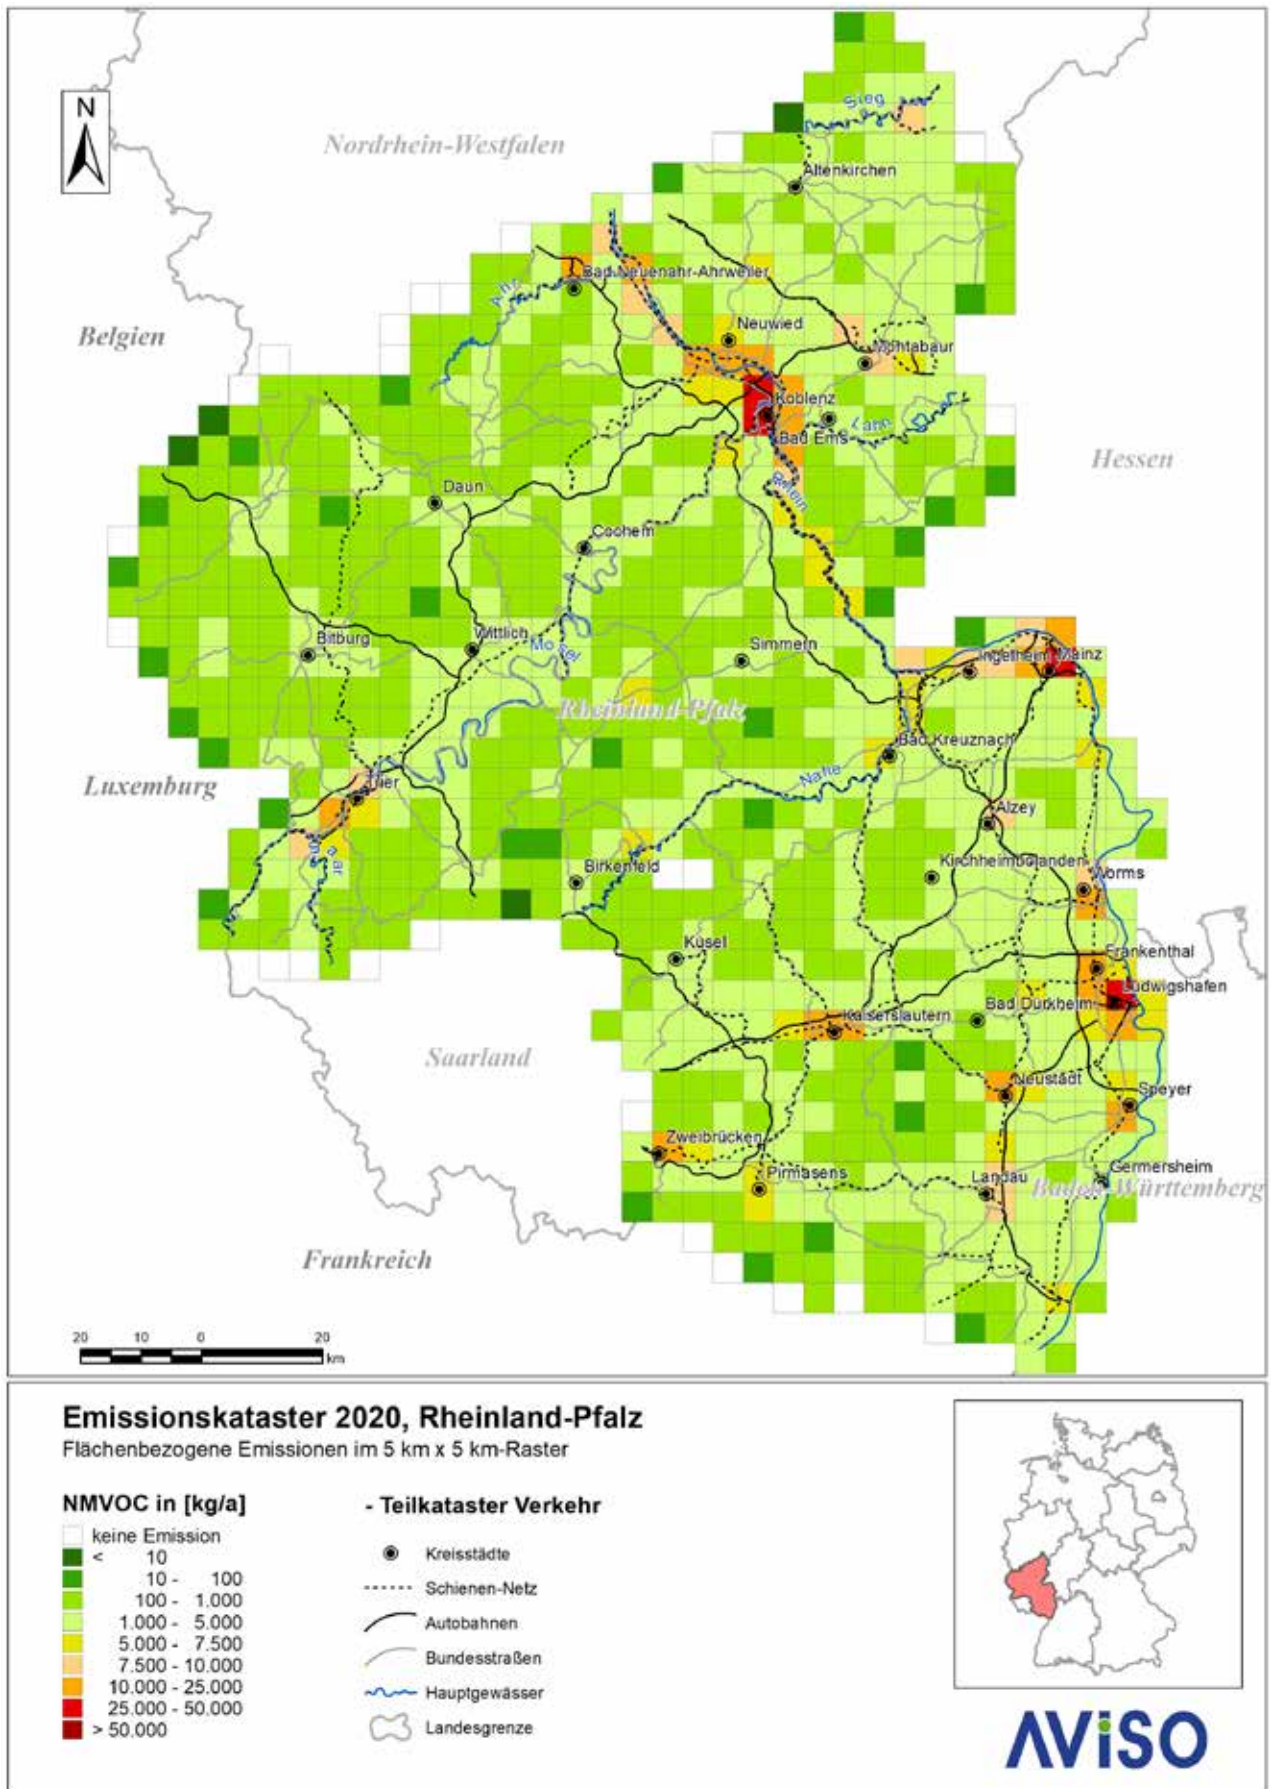 N
Nordrhein-Westfalen
Sieg
Altenkirchen
Ahr
Bad Neuenahr-Ahrweiler
Belgien
Neuwied
Montabaur
Koblenz
Lahn
Bad Ems
Hessen
Rhein
Daun
Cochem
Bitburg
Wittlich
Mosel
Simmern
Ingelheim
Mainz
Rheinland-Pfalz
Bad Kreuznach
Luxemburg
Trier
Nahe
Alzey
Saar
Birkenfeld
Kirchheimbolanden
Worms
Kusel
Frankenthal
Ludwigshafen
Bad Dürkheim
Kaiserslautern
Saarland
Neustadt
Speyer
Zweibrücken
Pirmasens
Landau
Germersheim
Baden-Württemberg
Frankreich
20 10 0 20
km
Emissionskataster 2020, Rheinland-Pfalz
Flächenbezogene Emissionen im 5 km x 5 km-Raster
NMVOC in [kg/a]
keine Emission
< 10
10 - 100
100 - 1.000
1.000 - 5.000
5.000 - 7.500
7.500 - 10.000
10.000 - 25.000
25.000 - 50.000
> 50.000
- Teilkataster Verkehr
Kreisstädte
Schienen-Netz
Autobahnen
Bundesstraßen
Hauptgewässer
Landesgrenze
AViSO